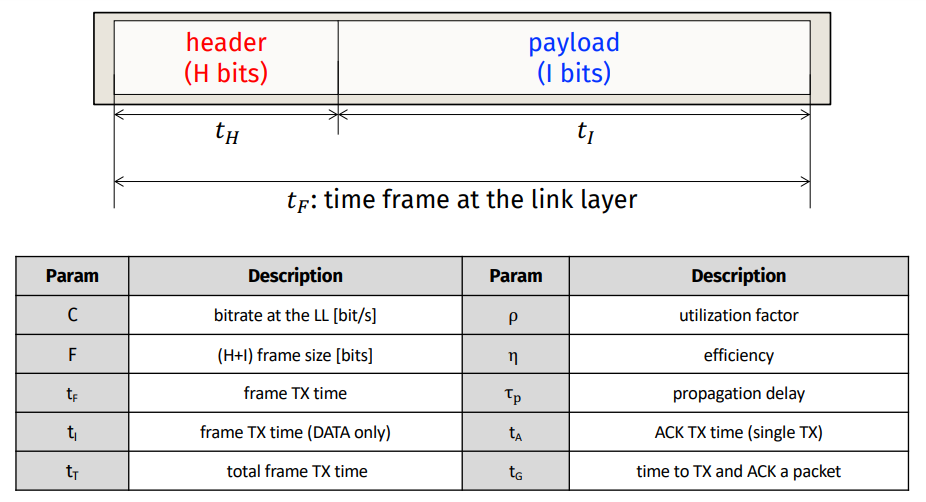 header
(H bits)
payload
(I bits)
t_H
t_I
t_F: time frame at the link layer
Param Description Param Description
C bitrate at the LL [bit/s] ρ utilization factor
F (H+I) frame size [bits] η efficiency
t_F frame TX time τ_p propagation delay
t_I frame TX time (DATA only) t_A ACK TX time (single TX)
t_T total frame TX time t_G time to TX and ACK a packet